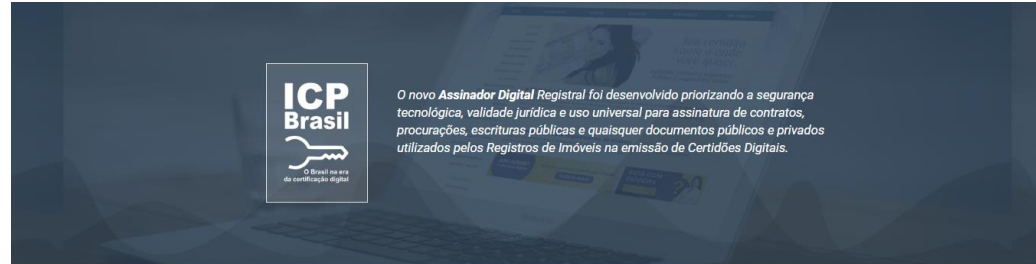 ICP
Brasil
O Brasil na era
da certificação digital
O novo Assinador Digital Registral foi desenvolvido priorizando a segurança
tecnológica, validade jurídica e uso universal para assinatura de contratos,
procurações, escrituras públicas e quaisquer documentos públicos e privados
utilizados pelos Registros de Imóveis na emissão de Certidões Digitais.